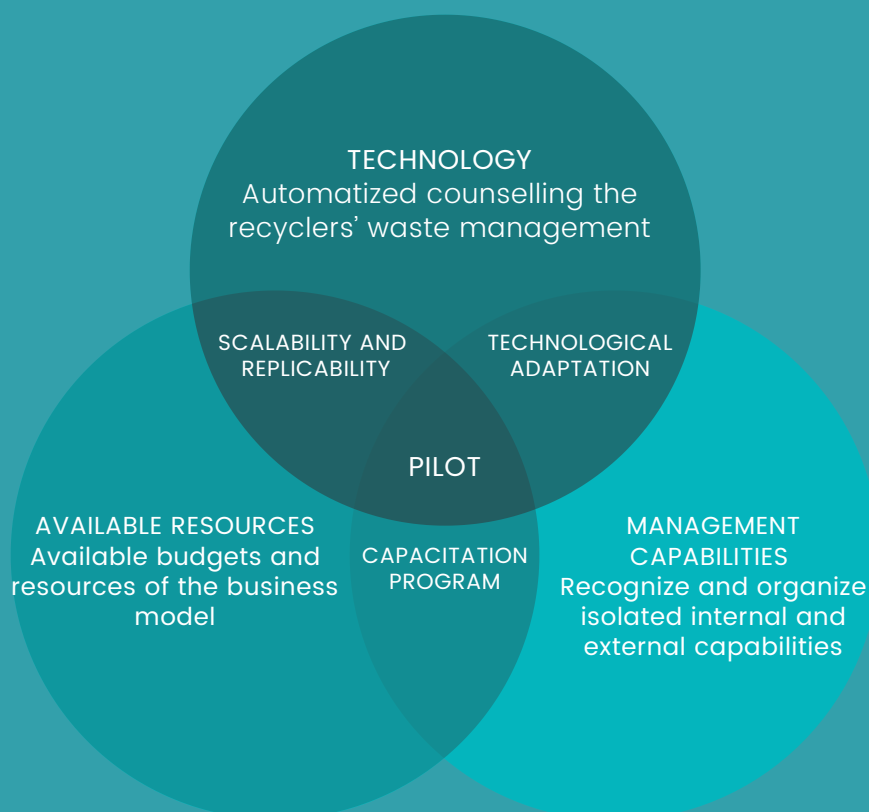 TECHNOLOGY
Automatized counselling the
recyclers’ waste management
SCALABILITY AND
REPLICABILITY
TECHNOLOGICAL
ADAPTATION
PILOT
AVAILABLE RESOURCES
Available budgets and
resources of the business
model
CAPACITATION
PROGRAM
MANAGEMENT
CAPABILITIES
Recognize and organize
isolated internal and
external capabilities